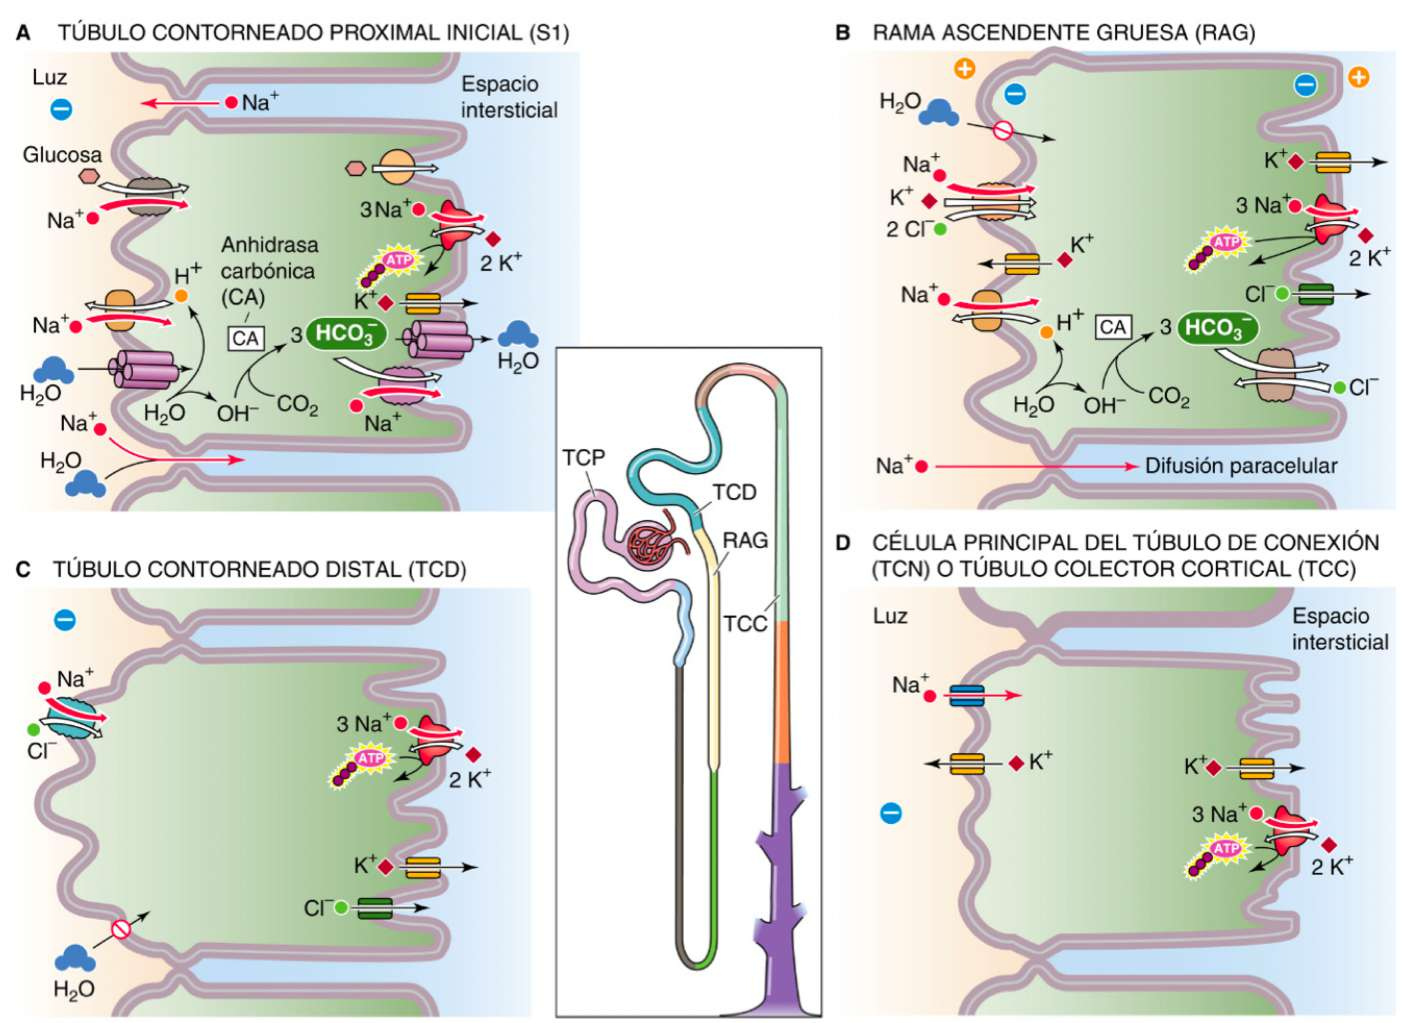 A TÚBULO CONTORNEADO PROXIMAL INICIAL (S1)
Luz
Na⁺
Espacio
intersticial
Glucosa
Na⁺
3 Na⁺
ATP
2 K⁺
Anhidrasa
carbónica
(CA)
H⁺
Na⁺
K⁺
CA
3 HCO₃⁻
H₂O
H₂O
H₂O
OH⁻
CO₂
Na⁺
Na⁺
H₂O
B RAMA ASCENDENTE GRUESA (RAG)
H₂O
Na⁺
K⁺
2 Cl⁻
K⁺
K⁺
3 Na⁺
ATP
2 K⁺
Na⁺
H⁺
CA
3 HCO₃⁻
Cl⁻
Cl⁻
H₂O
OH⁻
CO₂
Na⁺
Difusión paracelular
TCP
TCD
RAG
TCC
C TÚBULO CONTORNEADO DISTAL (TCD)
Na⁺
Cl⁻
3 Na⁺
ATP
2 K⁺
K⁺
Cl⁻
H₂O
D CÉLULA PRINCIPAL DEL TÚBULO DE CONEXIÓN
(TCN) O TÚBULO COLECTOR CORTICAL (TCC)
Luz
Espacio
intersticial
Na⁺
K⁺
K⁺
3 Na⁺
ATP
2 K⁺